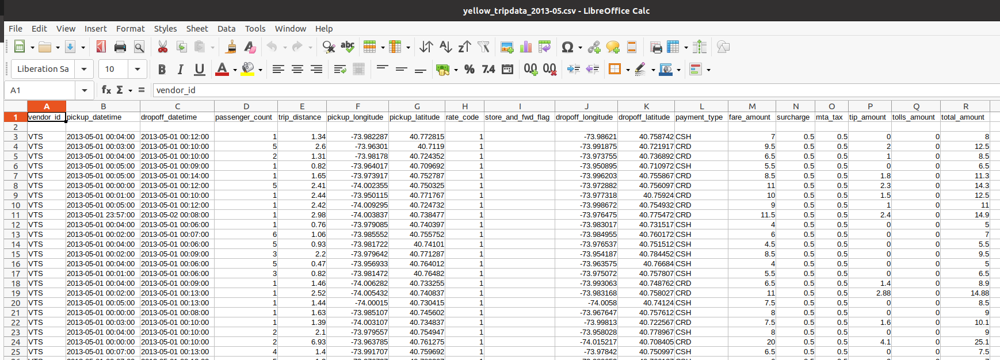 yellow_tripdata_2013-05.csv - LibreOffice Calc
File Edit View Insert Format Styles Sheet Data Tools Window Help
Liberation Sa 10
A1 vendor_id
A B C D E F G H I J K L M N O P Q R
1 vendor_id pickup_datetime dropoff_datetime passenger_count trip_distance pickup_longitude pickup_latitude rate_code store_and_fwd_flag dropoff_longitude dropoff_latitude payment_type fare_amount surcharge mta_tax tip_amount tolls_amount total_amount
2
3 VTS 2013-05-01 00:04:00 2013-05-01 00:12:00 1 1.34 -73.982287 40.772815 1 -73.98621 40.758742 CSH 7 0.5 0.5 0 0 8
4 VTS 2013-05-01 00:03:00 2013-05-01 00:10:00 5 2.6 -73.96301 40.7119 1 -73.991875 40.721917 CRD 9.5 0.5 0.5 2 0 12.5
5 VTS 2013-05-01 00:04:00 2013-05-01 00:10:00 2 1.31 -73.98178 40.724352 1 -73.973755 40.736892 CRD 6.5 0.5 0.5 1 0 8.5
6 VTS 2013-05-01 00:05:00 2013-05-01 00:09:00 1 0.82 -73.964017 40.709692 1 -73.950895 40.710972 CSH 5.5 0.5 0.5 0 0 6.5
7 VTS 2013-05-01 00:05:00 2013-05-01 00:14:00 1 1.65 -73.973917 40.752787 1 -73.996203 40.755867 CRD 8.5 0.5 0.5 1.8 0 11.3
8 VTS 2013-05-01 00:00:00 2013-05-01 00:12:00 5 2.41 -74.002355 40.750325 1 -73.972882 40.756097 CRD 11 0.5 0.5 2.3 0 14.3
9 VTS 2013-05-01 00:01:00 2013-05-01 00:10:00 1 2.44 -73.950115 40.771767 1 -73.977318 40.75924 CRD 10 0.5 0.5 1.5 0 12.5
10 VTS 2013-05-01 00:05:00 2013-05-01 00:12:00 1 2.42 -74.009295 40.724732 1 -73.998672 40.754932 CRD 9 0.5 0.5 1 0 11
11 VTS 2013-05-01 23:57:00 2013-05-02 00:08:00 1 2.98 -74.003837 40.738477 1 -73.976475 40.775472 CRD 11.5 0.5 0.5 2.4 0 14.9
12 VTS 2013-05-01 00:04:00 2013-05-01 00:06:00 1 0.76 -73.979085 40.740397 1 -73.983017 40.731517 CSH 4 0.5 0.5 0 0 5
13 VTS 2013-05-01 00:02:00 2013-05-01 00:07:00 6 1.06 -73.985552 40.755752 1 -73.984955 40.760172 CSH 6 0.5 0.5 0 0 7
14 VTS 2013-05-01 00:04:00 2013-05-01 00:06:00 5 0.93 -73.981722 40.74101 1 -73.976537 40.751512 CSH 4.5 0.5 0.5 0 0 5.5
15 VTS 2013-05-01 00:02:00 2013-05-01 00:09:00 3 2.2 -73.979642 40.771287 1 -73.954187 40.784452 CSH 8.5 0.5 0.5 0 0 9.5
16 VTS 2013-05-01 00:04:00 2013-05-01 00:06:00 5 0.47 -73.956933 40.764012 1 -73.963575 40.76684 CSH 4 0.5 0.5 0 0 5
17 VTS 2013-05-01 00:01:00 2013-05-01 00:06:00 3 0.82 -73.981472 40.76482 1 -73.975072 40.757807 CSH 5.5 0.5 0.5 0 0 6.5
18 VTS 2013-05-01 00:04:00 2013-05-01 00:09:00 1 1.46 -74.006282 40.733255 1 -73.993063 40.748762 CRD 6.5 0.5 0.5 1.4 0 8.9
19 VTS 2013-05-01 00:02:00 2013-05-01 00:13:00 1 2.52 -74.005432 40.740837 1 -73.983168 40.758027 CRD 11 0.5 0.5 2.88 0 14.88
20 VTS 2013-05-01 00:05:00 2013-05-01 00:13:00 1 1.44 -74.00015 40.730415 1 -74.0058 40.74124 CSH 7.5 0.5 0.5 0 0 8.5
21 VTS 2013-05-01 00:00:00 2013-05-01 00:08:00 1 1.63 -73.985107 40.745602 1 -73.967647 40.757612 CSH 8 0.5 0.5 0 0 9
22 VTS 2013-05-01 00:03:00 2013-05-01 00:10:00 1 1.39 -74.003107 40.734837 1 -73.99813 40.722567 CRD 7.5 0.5 0.5 1.6 0 10.1
23 VTS 2013-05-01 00:04:00 2013-05-01 00:10:00 2 2.1 -73.979557 40.754947 1 -73.958028 40.778967 CSH 8 0.5 0.5 0 0 9
24 VTS 2013-05-01 00:00:00 2013-05-01 00:10:00 2 6.93 -73.963785 40.761275 1 -74.015217 40.708405 CRD 20 0.5 0.5 4.1 0 25.1
25 VTS 2013-05-01 00:07:00 2013-05-01 00:13:00 4 1.4 -73.991707 40.759692 1 -73.97842 40.750997 CSH 6.5 0.5 0.5 0 0 7.5